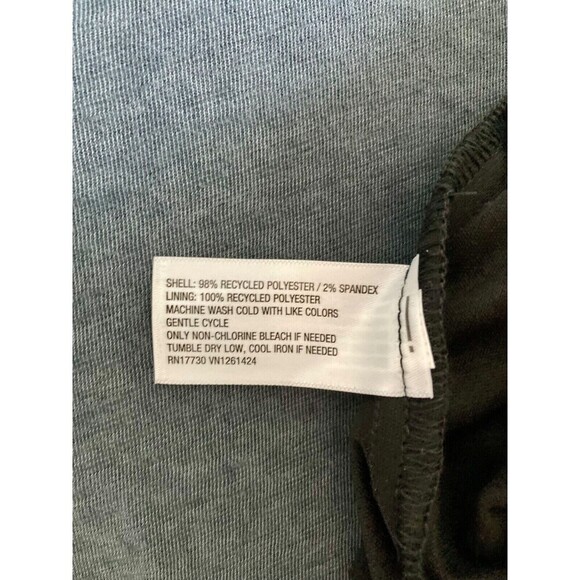 SHELL: 98% RECYCLED POLYESTER / 2% SPANDEX
LINING: 100% RECYCLED POLYESTER
MACHINE WASH COLD WITH LIKE COLORS
GENTLE CYCLE
ONLY NON-CHLORINE BLEACH IF NEEDED
TUMBLE DRY LOW, COOL IRON IF NEEDED
RN17730 VN1261424